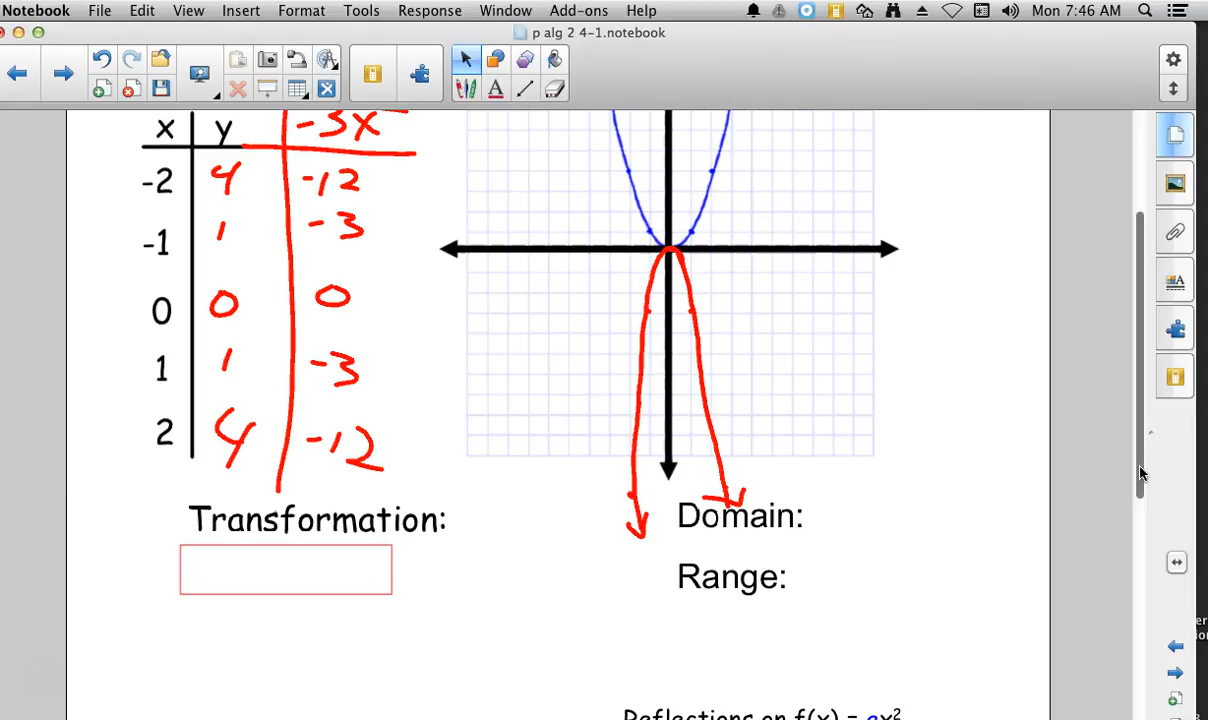 Notebook File Edit View Insert Format Tools Response Window Add-ons Help Mon 7:46 AM
p alg 2 4-1.notebook
x y -3x²
-2 4 -12
-1 1 -3
0 0 0
1 1 -3
2 4 -12
Transformation:
Domain:
Range:
Reflections on f(x) = ax²